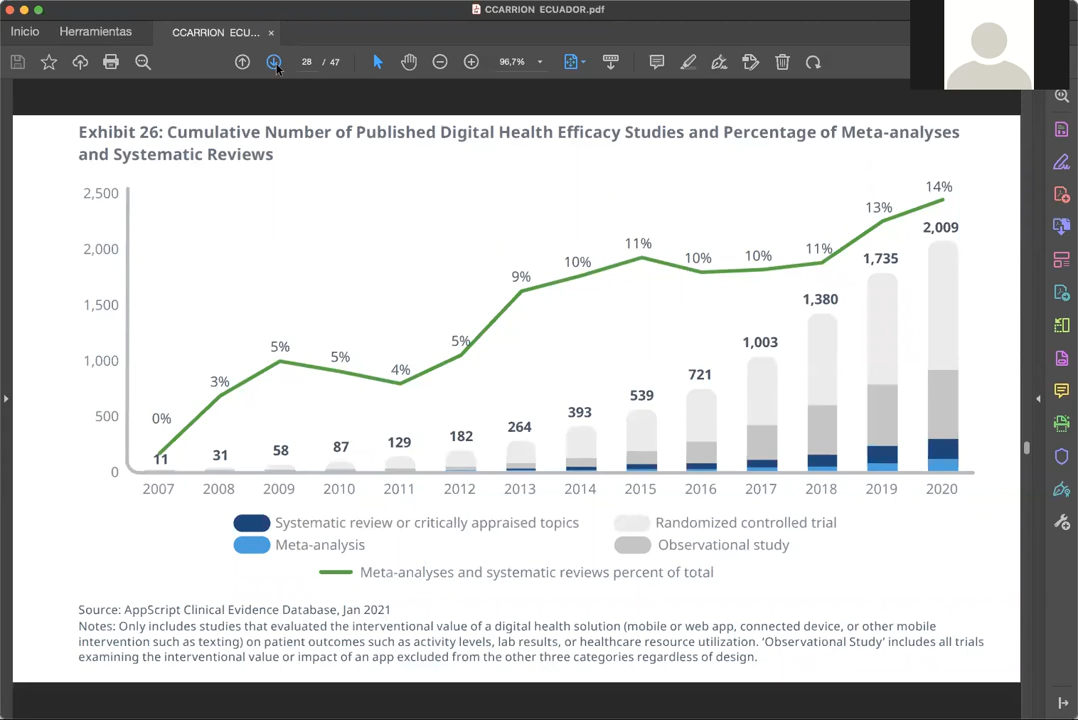 CCARRION ECUADOR.pdf
Inicio Herramientas CCARRION ECU... ×
28 / 47 96,7%
Exhibit 26: Cumulative Number of Published Digital Health Efficacy Studies and Percentage of Meta-analyses
and Systematic Reviews
2,500
2,000
1,500
1,000
500
0
0% 3% 5% 5% 4% 5% 9% 10% 11% 10% 10% 11% 13% 14%
11 31 58 87 129 182 264 393 539 721 1,003 1,380 1,735 2,009
2007 2008 2009 2010 2011 2012 2013 2014 2015 2016 2017 2018 2019 2020
Systematic review or critically appraised topics Randomized controlled trial
Meta-analysis Observational study
Meta-analyses and systematic reviews percent of total
Source: AppScript Clinical Evidence Database, Jan 2021
Notes: Only includes studies that evaluated the interventional value of a digital health solution (mobile or web app, connected device, or other mobile
intervention such as texting) on patient outcomes such as activity levels, lab results, or healthcare resource utilization. ‘Observational Study’ includes all trials
examining the interventional value or impact of an app excluded from the other three categories regardless of design.